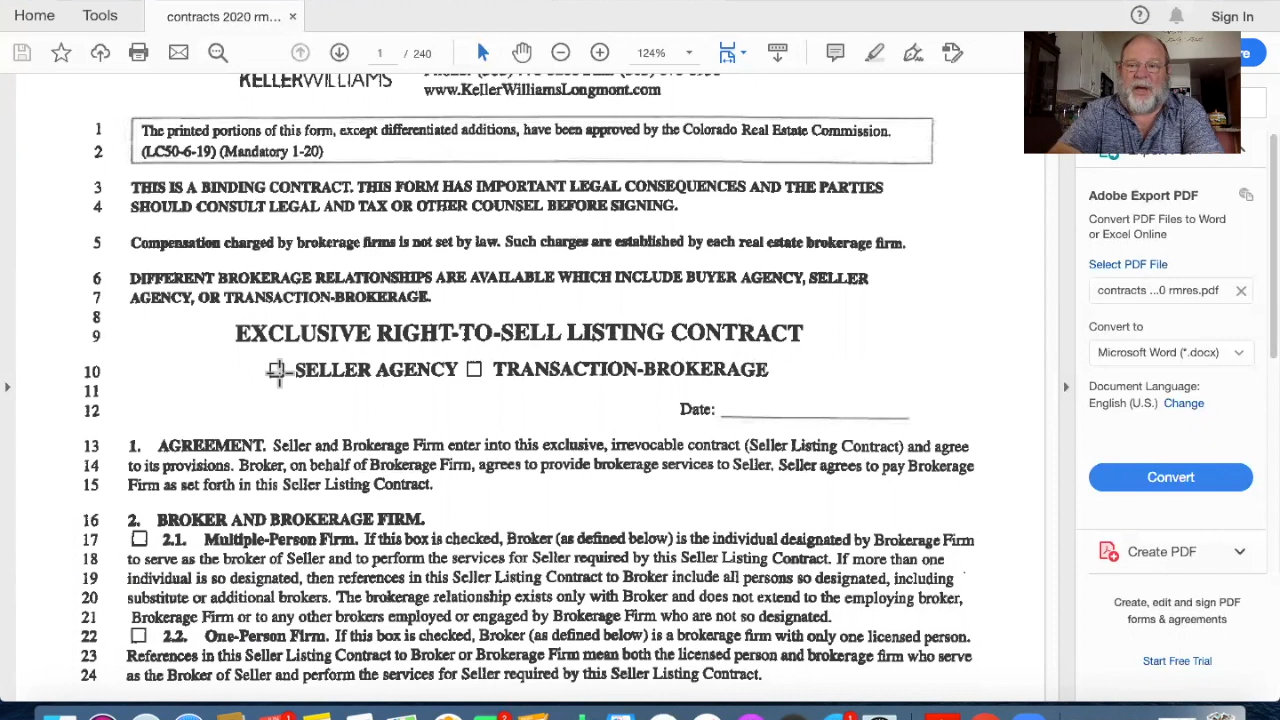 Home Tools contracts 2020 rm... × Sign In
1 / 240 124%
KELLERWILLIAMS
www.KellerWilliamsLongmont.com
1 The printed portions of this form, except differentiated additions, have been approved by the Colorado Real Estate Commission.
2 (LC50-6-19) (Mandatory 1-20)
3 THIS IS A BINDING CONTRACT. THIS FORM HAS IMPORTANT LEGAL CONSEQUENCES AND THE PARTIES
4 SHOULD CONSULT LEGAL AND TAX OR OTHER COUNSEL BEFORE SIGNING.
5 Compensation charged by brokerage firms is not set by law. Such charges are established by each real estate brokerage firm.
6 DIFFERENT BROKERAGE RELATIONSHIPS ARE AVAILABLE WHICH INCLUDE BUYER AGENCY, SELLER
7 AGENCY, OR TRANSACTION-BROKERAGE.
8
9 EXCLUSIVE RIGHT-TO-SELL LISTING CONTRACT
10 SELLER AGENCY ☐ TRANSACTION-BROKERAGE
11
12 Date:
13 1. AGREEMENT. Seller and Brokerage Firm enter into this exclusive, irrevocable contract (Seller Listing Contract) and agree
14 to its provisions. Broker, on behalf of Brokerage Firm, agrees to provide brokerage services to Seller. Seller agrees to pay Brokerage
15 Firm as set forth in this Seller Listing Contract.
16 2. BROKER AND BROKERAGE FIRM.
17 ☐ 2.1. Multiple-Person Firm. If this box is checked, Broker (as defined below) is the individual designated by Brokerage Firm
18 to serve as the broker of Seller and to perform the services for Seller required by this Seller Listing Contract. If more than one
19 individual is so designated, then references in this Seller Listing Contract to Broker include all persons so designated, including
20 substitute or additional brokers. The brokerage relationship exists only with Broker and does not extend to the employing broker,
21 Brokerage Firm or to any other brokers employed or engaged by Brokerage Firm who are not so designated.
22 ☐ 2.2. One-Person Firm. If this box is checked, Broker (as defined below) is a brokerage firm with only one licensed person.
23 References in this Seller Listing Contract to Broker or Brokerage Firm mean both the licensed person and brokerage firm who serve
24 as the Broker of Seller and perform the services for Seller required by this Seller Listing Contract.
Adobe Export PDF
Convert PDF Files to Word
or Excel Online
Select PDF File
contracts ...0 rmres.pdf
Convert to
Microsoft Word (*.docx)
Document Language:
English (U.S.) Change
Convert
Create PDF
Create, edit and sign PDF
forms & agreements
Start Free Trial